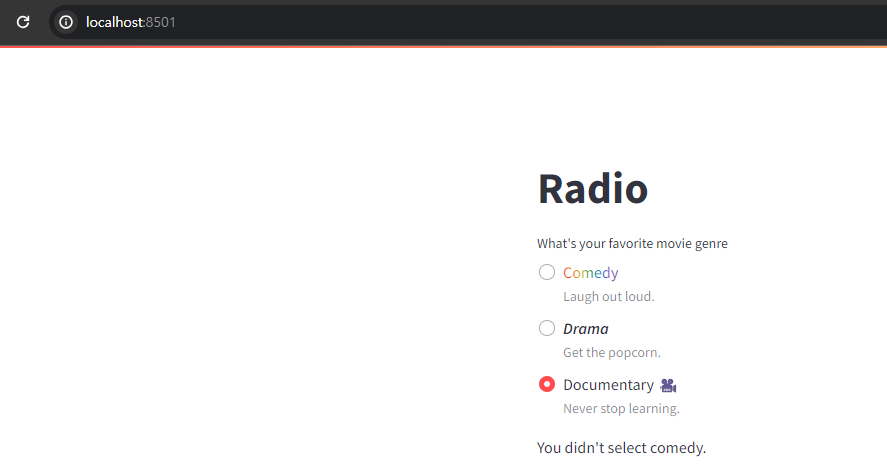 localhost:8501
Radio
What's your favorite movie genre
Comedy
Laugh out loud.
Drama
Get the popcorn.
Documentary 🎥
Never stop learning.
You didn't select comedy.